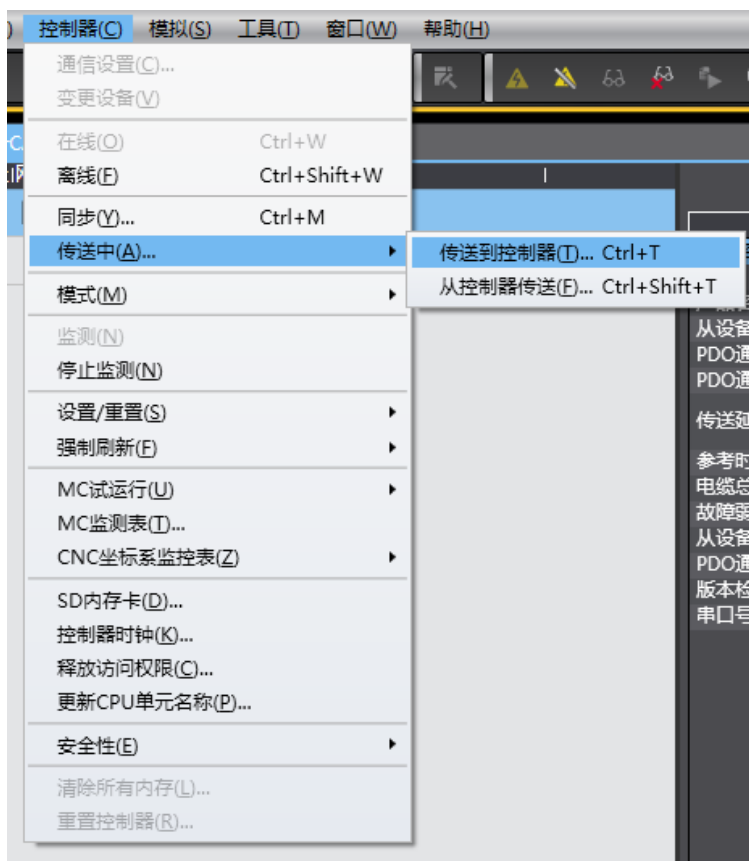 控制器(C) 模拟(S) 工具(T) 窗口(W) 帮助(H)
通信设置(C)...
变更设备(V)
在线(O) Ctrl+W
离线(F) Ctrl+Shift+W
同步(Y)... Ctrl+M
传送中(A)...
传送到控制器(T)... Ctrl+T
从控制器传送(F)... Ctrl+Shift+T
模式(M)
监测(N)
停止监测(N)
设置/重置(S)
强制刷新(F)
MC试运行(U)
MC监测表(T)...
CNC坐标系监控表(Z)
SD内存卡(D)...
控制器时钟(K)...
释放访问权限(C)...
更新CPU单元名称(P)...
安全性(E)
清除所有内存(L)...
重置控制器(R)...
从设备
PDO通
PDO通
传送延
参考时
电缆总
故障弱
从设备
PDO通
版本检
串口号